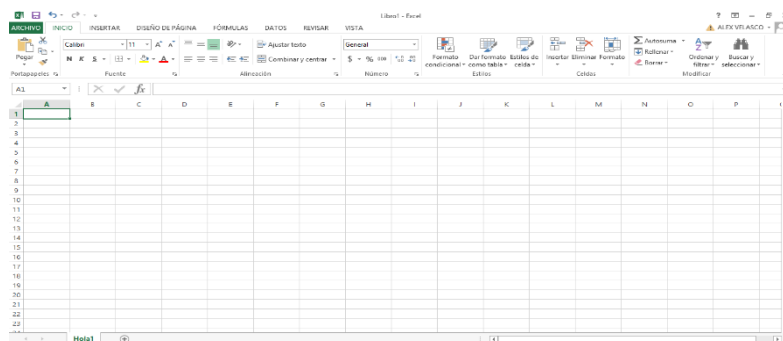 Libro1 - Excel
ARCHIVO INICIO INSERTAR DISEÑO DE PÁGINA FÓRMULAS DATOS REVISAR VISTA ALEX VELASCO
Calibri 11 Ajustar texto General Autosuma
Rellenar
Pegar N K S Combinar y centrar $ % 000 Formato Dar formato Estilos de Insertar Eliminar Formato Borrar Ordenar y Buscar y
condicional como tabla celda filtrar seleccionar
Portapapeles Fuente Alineación Número Estilos Celdas Modificar
A1 fx
A B C D E F G H I J K L M N O P
1
2
3
4
5
6
7
8
9
10
11
12
13
14
15
16
17
18
19
20
21
22
23
Hoja1